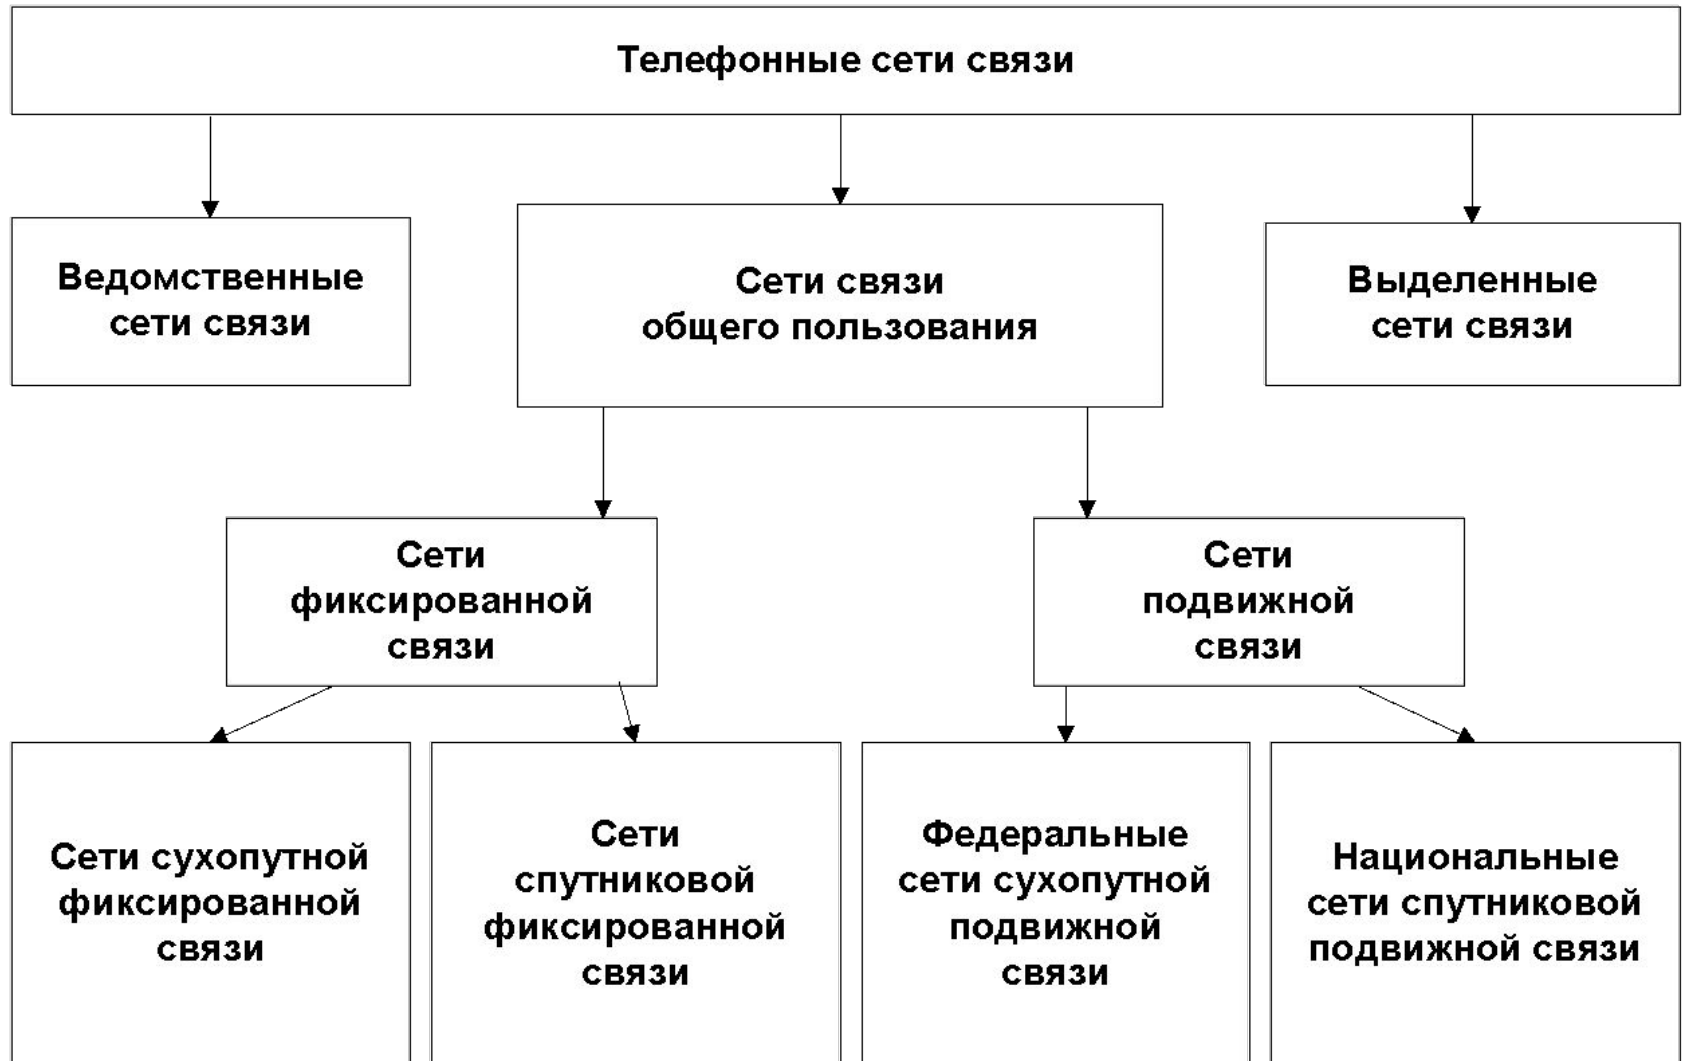 Телефонные сети связи
Ведомственные
сети связи
Сети связи
общего пользования
Выделенные
сети связи
Сети
фиксированной
связи
Сети
подвижной
связи
Сети сухопутной
фиксированной
связи
Сети
спутниковой
фиксированной
связи
Федеральные
сети сухопутной
подвижной
связи
Национальные
сети спутниковой
подвижной связи